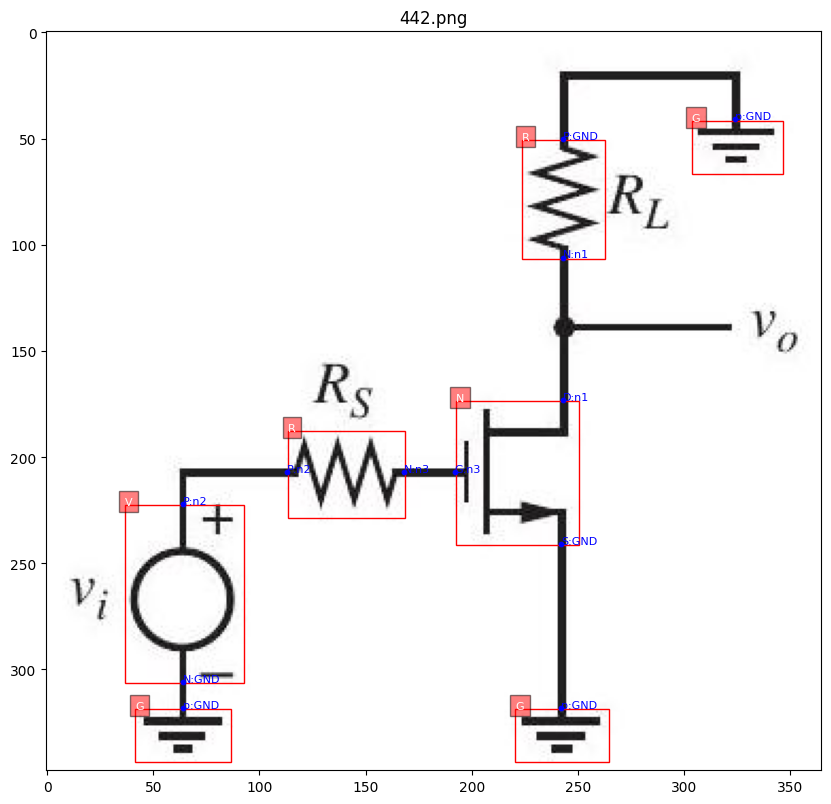 442.png
0
G
p:GND
R
P:GND
50
R_L
100
N:n1
v_o
150
R_S
N
D:n1
R
200
P:n2
N:n3
G:n3
V
P:n2
+
S:GND
250
v_i
300
−
N:GND
G
p:GND
G
p:GND
0
50
100
150
200
250
300
350